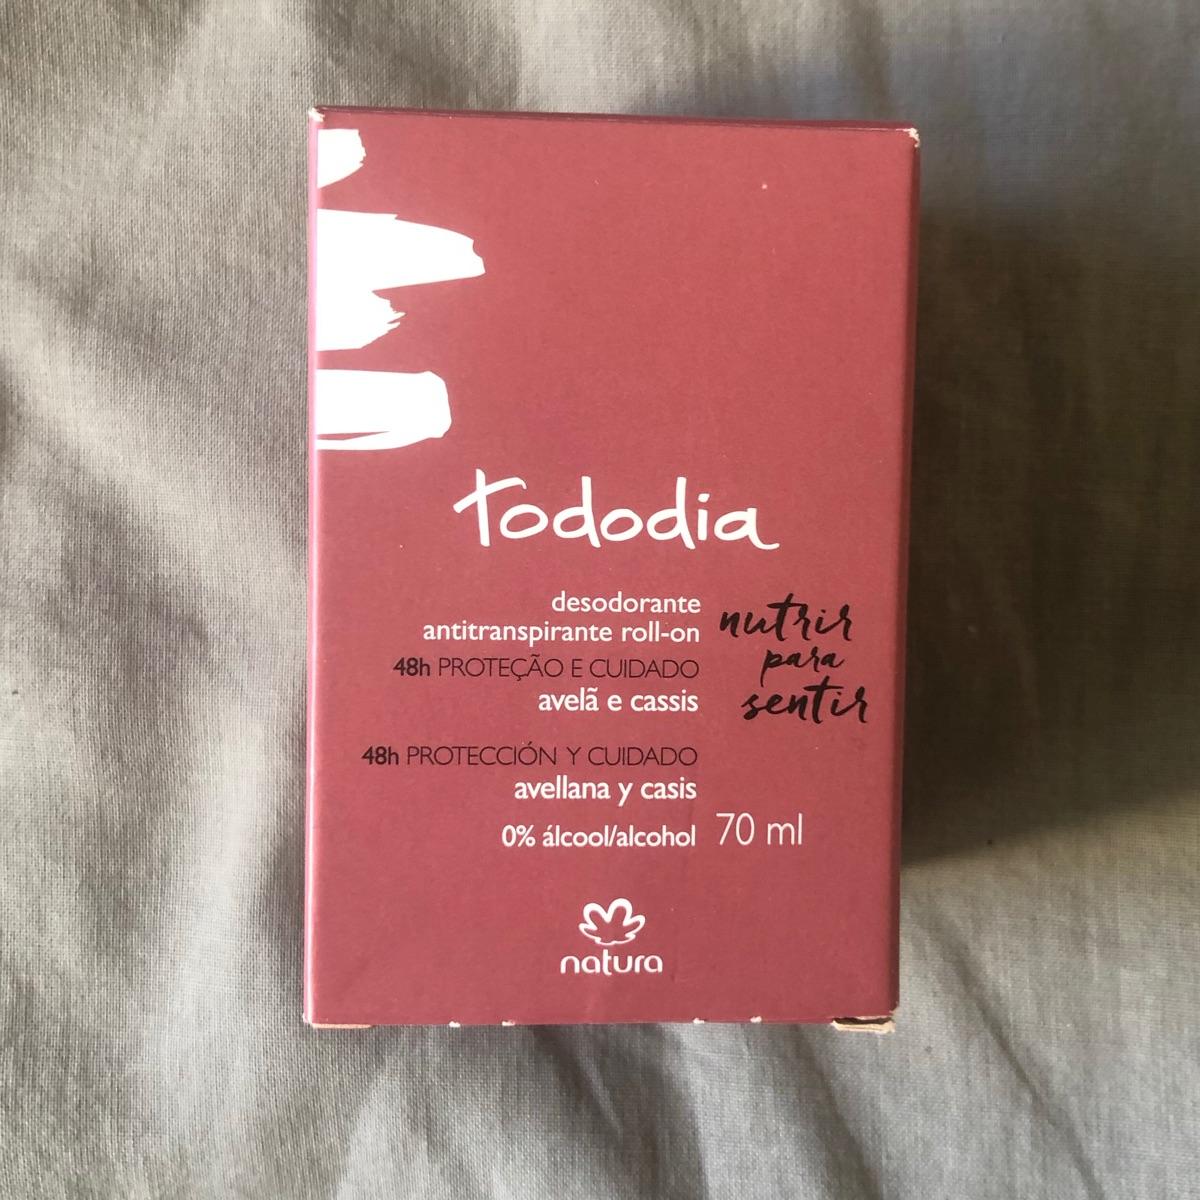 Tododia
desodorante
antitranspirante roll-on
48h PROTEÇÃO E CUIDADO
avelã e cassis
nutrir
para
sentir
48h PROTECCIÓN Y CUIDADO
avellana y casis
0% álcool/alcohol 70 ml
natura